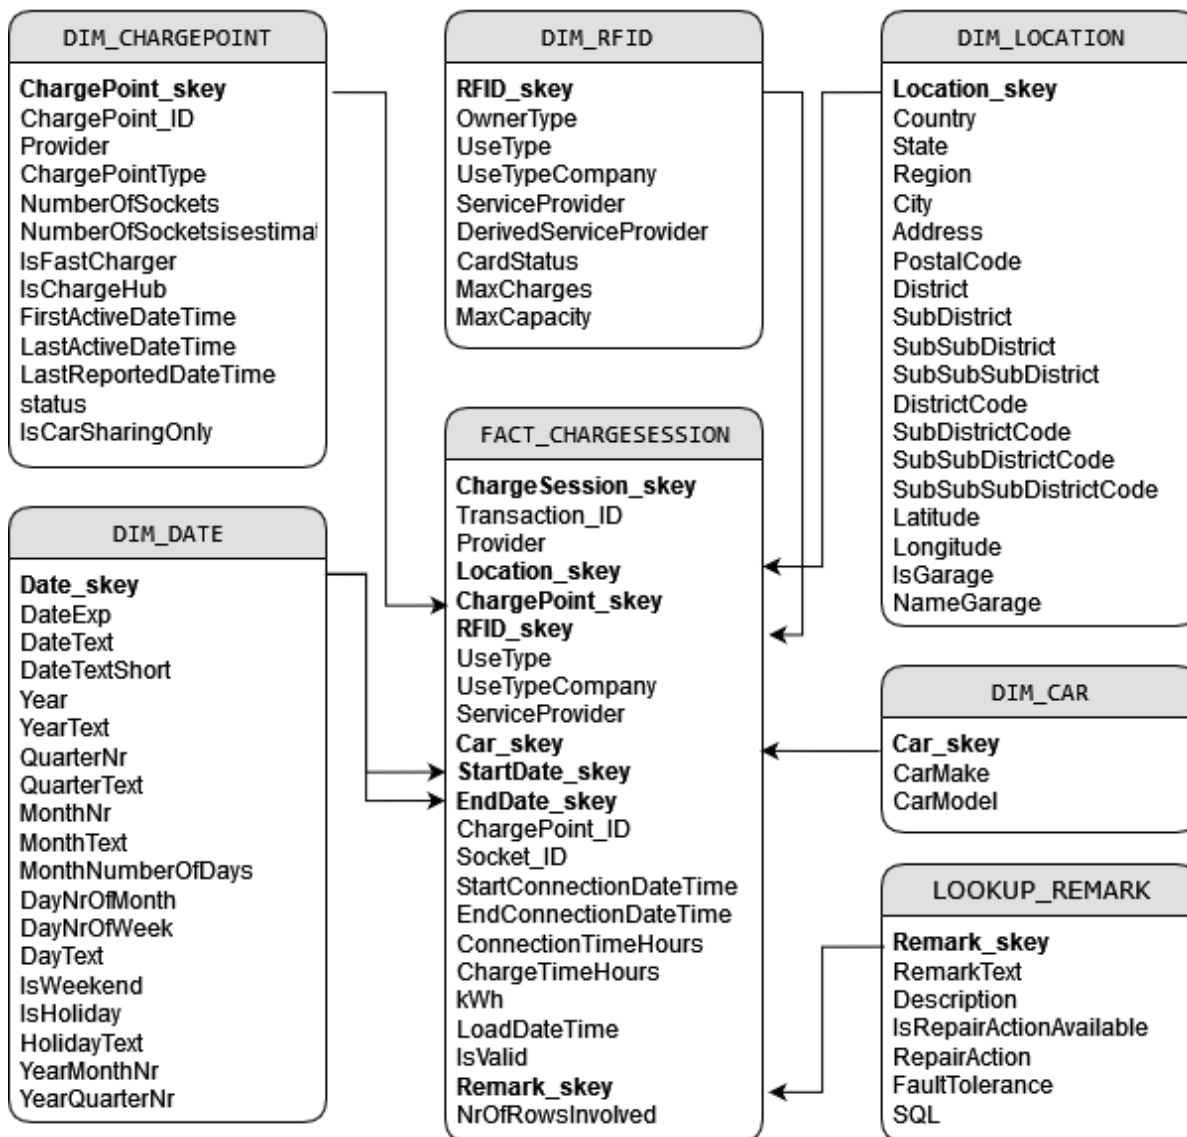 DIM_CHARGEPOINT
ChargePoint_skey
ChargePoint_ID
Provider
ChargePointType
NumberOfSockets
NumberOfSocketsisestimat
IsFastCharger
IsChargeHub
FirstActiveDateTime
LastActiveDateTime
LastReportedDateTime
status
IsCarSharingOnly
DIM_RFID
RFID_skey
OwnerType
UseType
UseTypeCompany
ServiceProvider
DerivedServiceProvider
CardStatus
MaxCharges
MaxCapacity
DIM_LOCATION
Location_skey
Country
State
Region
City
Address
PostalCode
District
SubDistrict
SubSubDistrict
SubSubSubDistrict
DistrictCode
SubDistrictCode
SubSubDistrictCode
SubSubSubDistrictCode
Latitude
Longitude
IsGarage
NameGarage
DIM_DATE
Date_skey
DateExp
DateText
DateTextShort
Year
YearText
QuarterNr
QuarterText
MonthNr
MonthText
MonthNumberOfDays
DayNrOfMonth
DayNrOfWeek
DayText
IsWeekend
IsHoliday
HolidayText
YearMonthNr
YearQuarterNr
FACT_CHARGESESSION
ChargeSession_skey
Transaction_ID
Provider
Location_skey
ChargePoint_skey
RFID_skey
UseType
UseTypeCompany
ServiceProvider
Car_skey
StartDate_skey
EndDate_skey
ChargePoint_ID
Socket_ID
StartConnectionDateTime
EndConnectionDateTime
ConnectionTimeHours
ChargeTimeHours
kWh
LoadDateTime
IsValid
Remark_skey
NrOfRowsInvolved
DIM_CAR
Car_skey
CarMake
CarModel
LOOKUP_REMARK
Remark_skey
RemarkText
Description
IsRepairActionAvailable
RepairAction
FaultTolerance
SQL